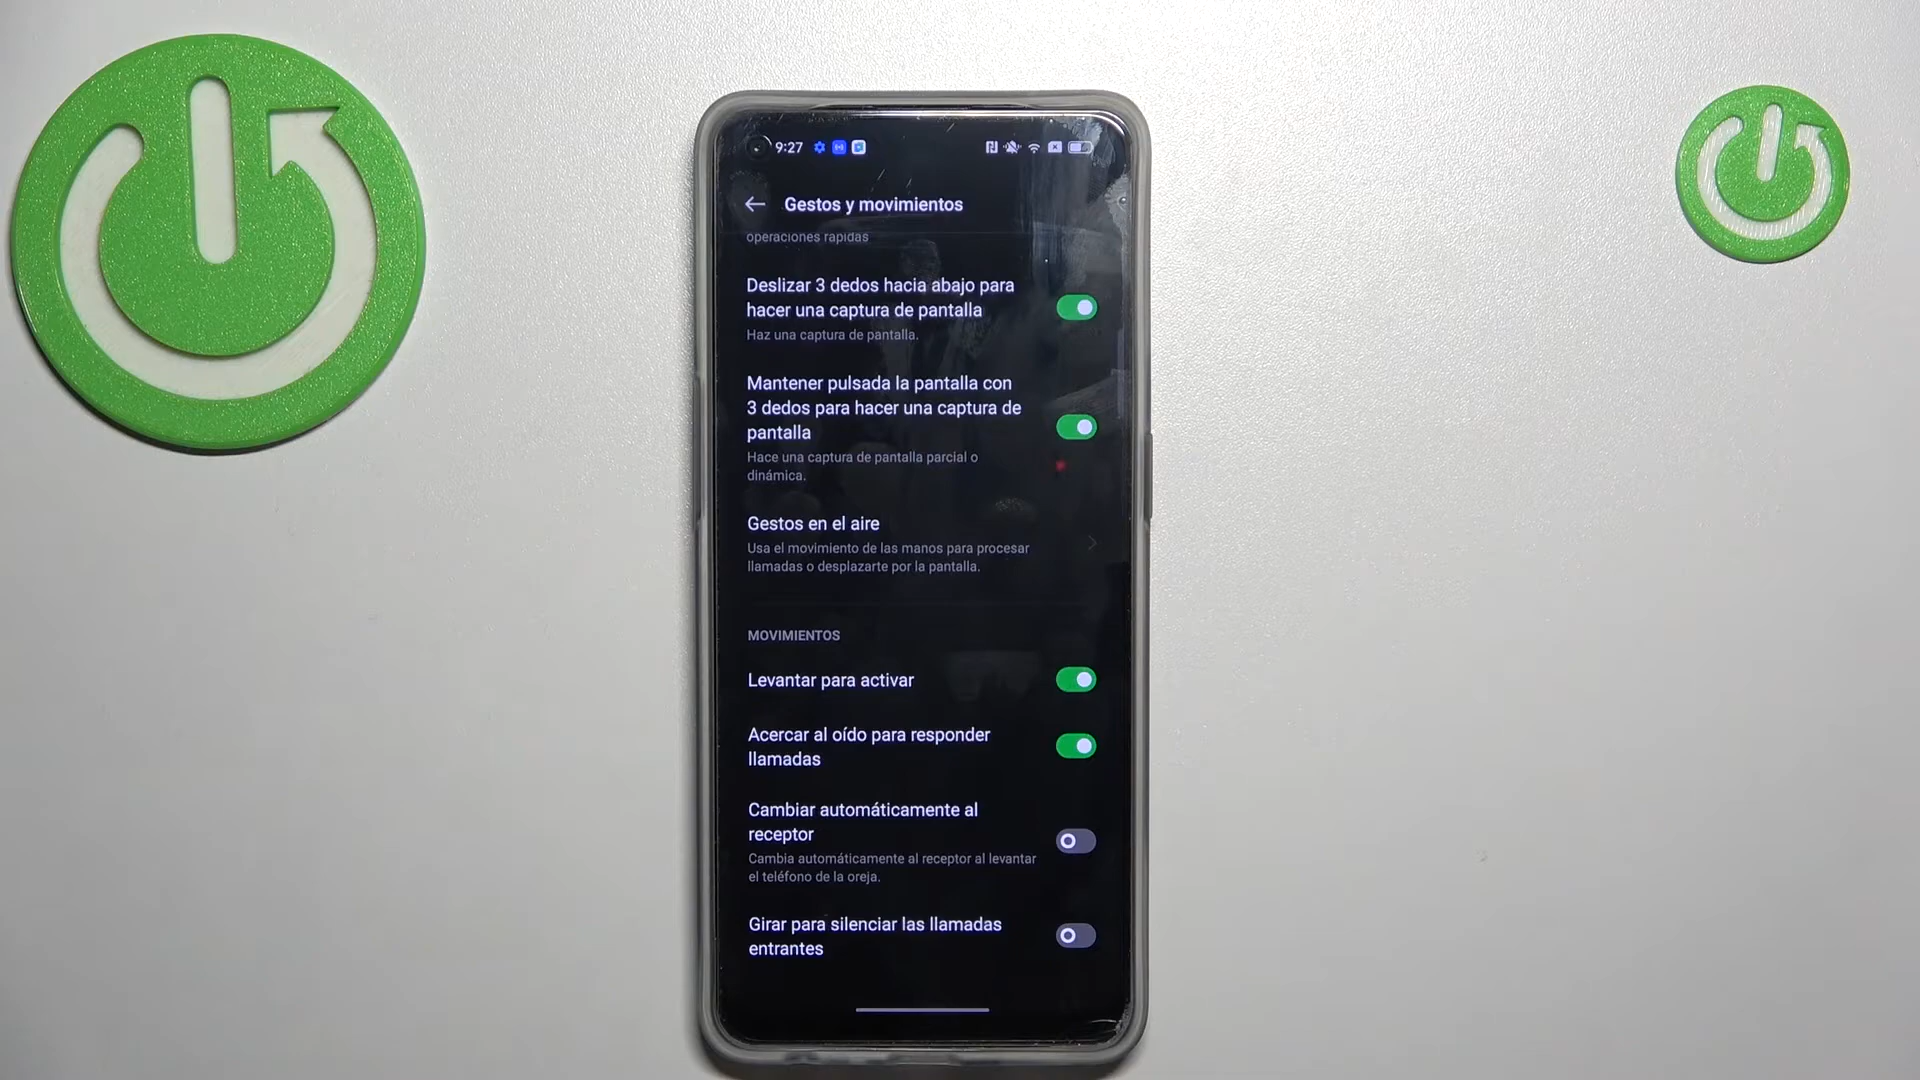 9:27
Gestos y movimientos
operaciones rapidas
Deslizar 3 dedos hacia abajo para
hacer una captura de pantalla
Haz una captura de pantalla.
Mantener pulsada la pantalla con
3 dedos para hacer una captura de
pantalla
Hace una captura de pantalla parcial o
dinámica.
Gestos en el aire
Usa el movimiento de las manos para procesar
llamadas o desplazarte por la pantalla.
MOVIMIENTOS
Levantar para activar
Acercar al oído para responder
llamadas
Cambiar automáticamente al
receptor
Cambia automáticamente al receptor al levantar
el teléfono de la oreja.
Girar para silenciar las llamadas
entrantes